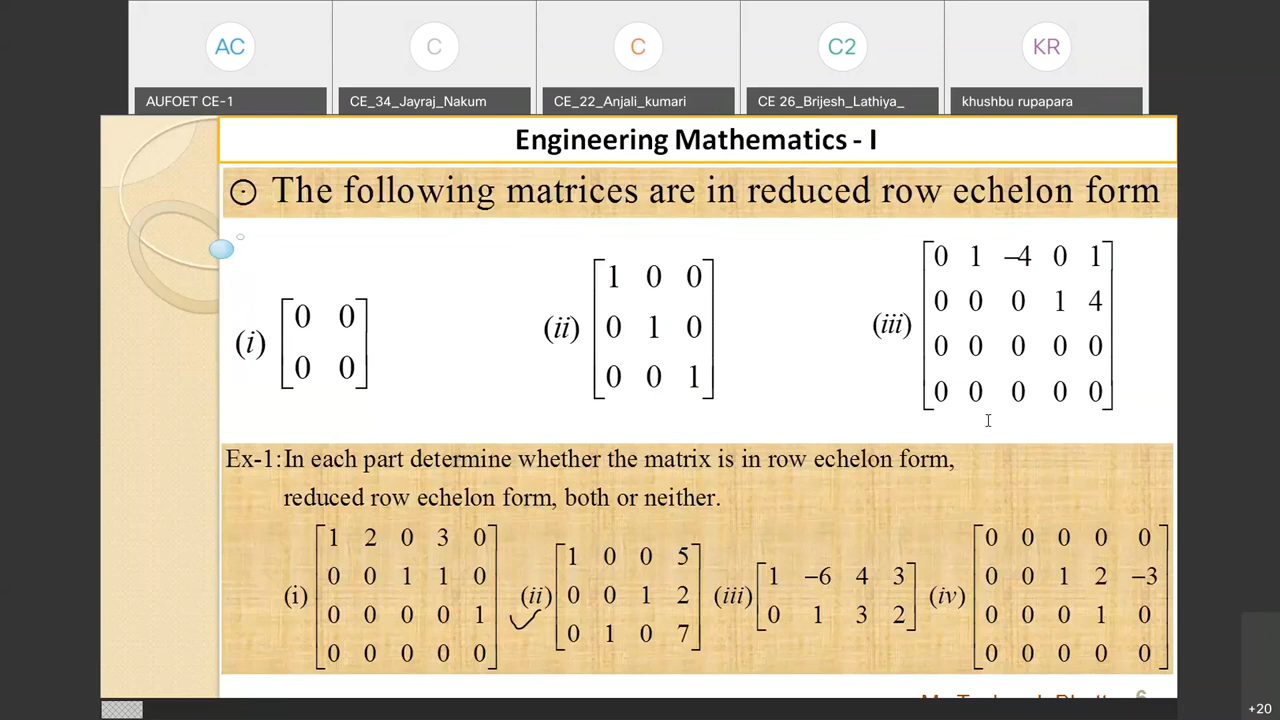 AC C C C2 KR
AUFOET CE-1 CE_34_Jayraj_Nakum CE_22_Anjali_kumari CE 26_Brijesh_Lathiya_ khushbu rupapara
Engineering Mathematics - I
⊙ The following matrices are in reduced row echelon form
(i)
0 0
0 0
(ii)
1 0 0
0 1 0
0 0 1
(iii)
0 1 −4 0 1
0 0 0 1 4
0 0 0 0 0
0 0 0 0 0
Ex-1: In each part determine whether the matrix is in row echelon form,
reduced row echelon form, both or neither.
(i)
1 2 0 3 0
0 0 1 1 0
0 0 0 0 1
0 0 0 0 0
(ii)
1 0 0 5
0 0 1 2
0 1 0 7
(iii)
1 −6 4 3
0 1 3 2
(iv)
0 0 0 0 0
0 0 1 2 −3
0 0 0 1 0
0 0 0 0 0
+20